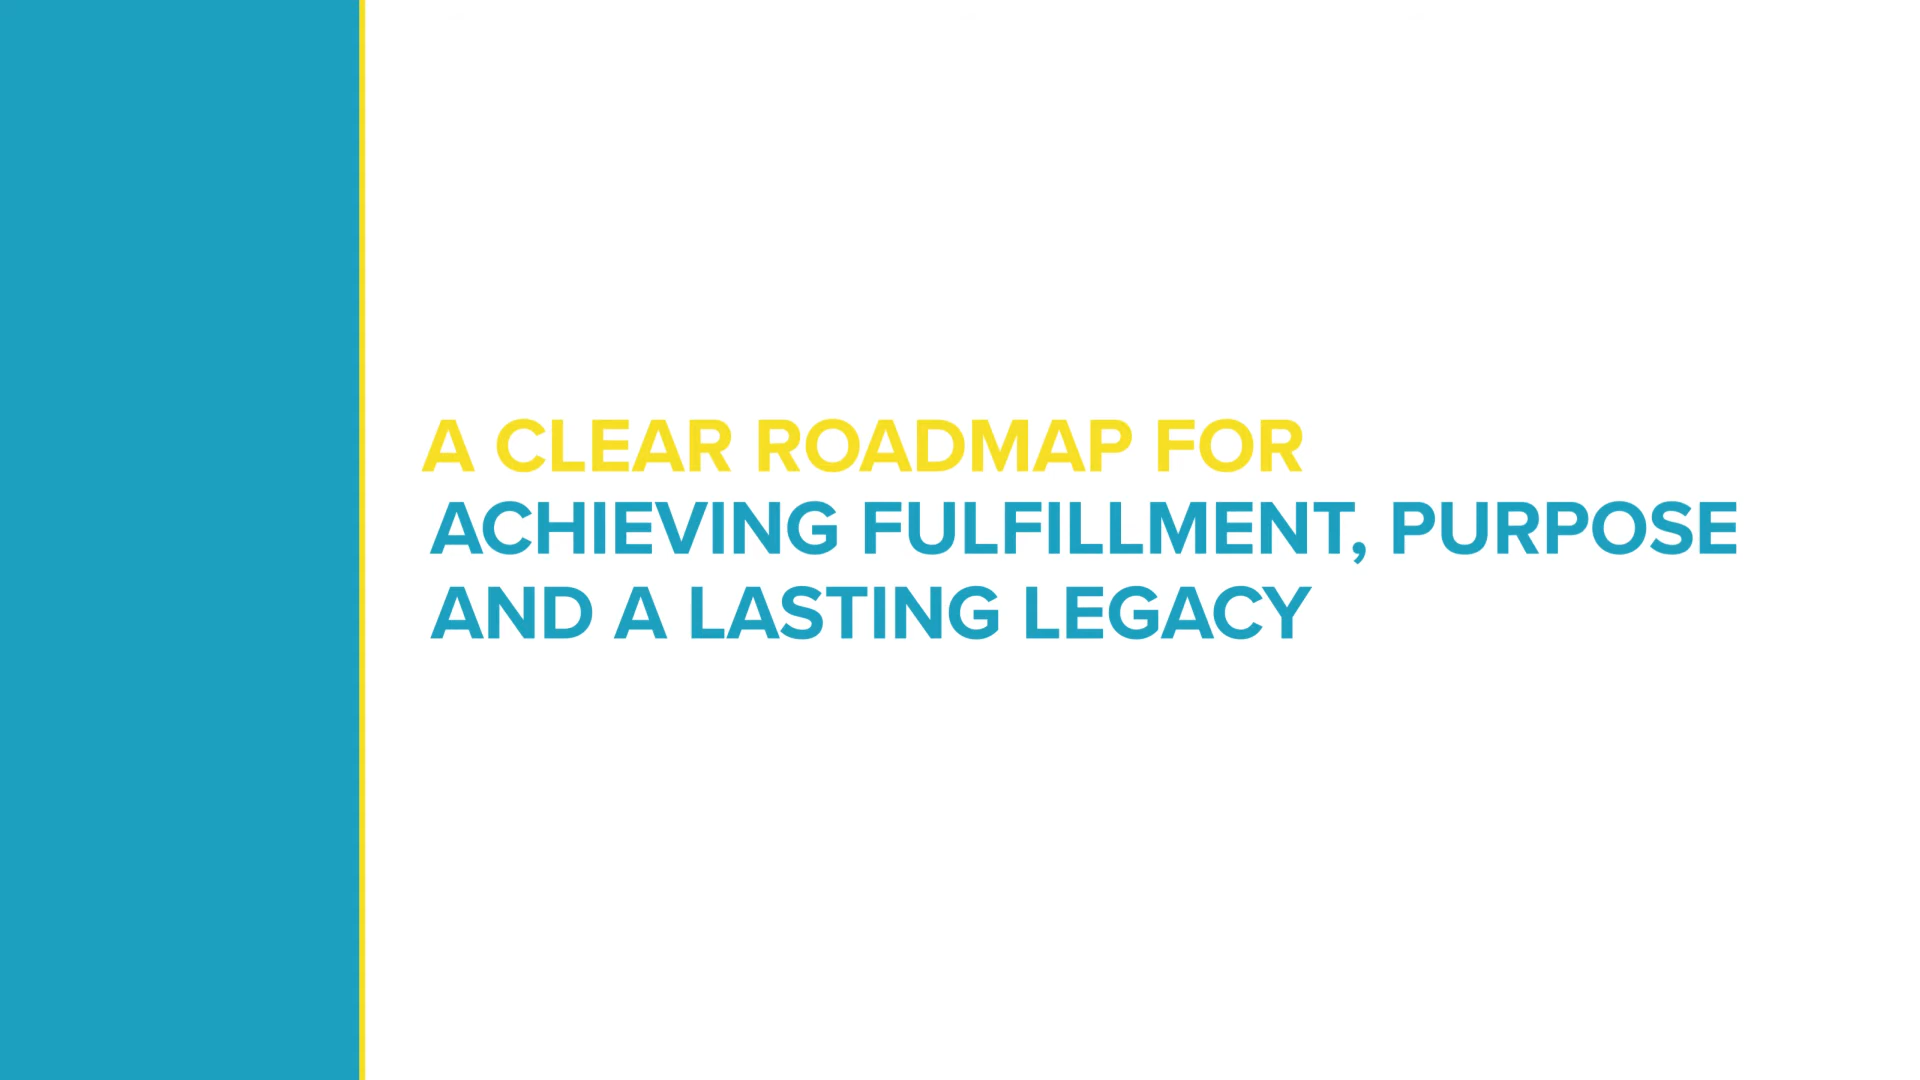 A CLEAR ROADMAP FOR
ACHIEVING FULFILLMENT, PURPOSE
AND A LASTING LEGACY